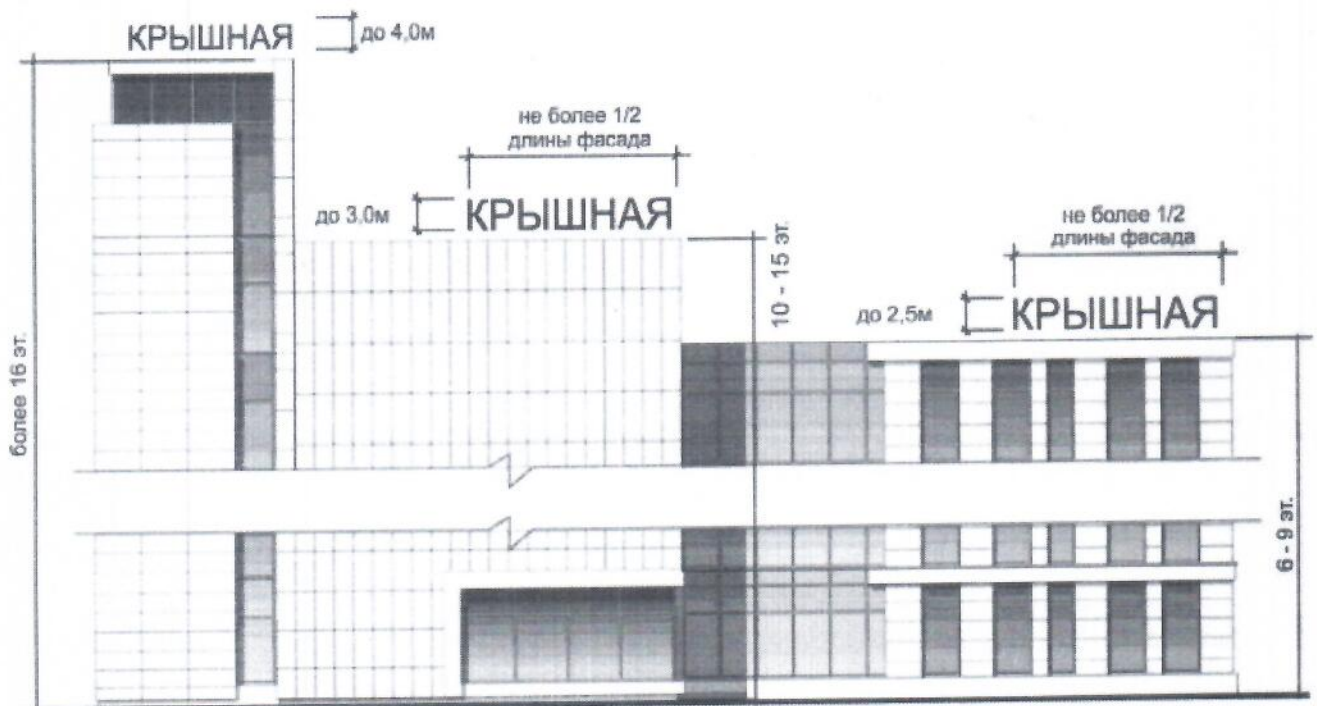 КРЫШНАЯ
до 4,0м
не более 1/2
длины фасада
до 3,0м
КРЫШНАЯ
не более 1/2
длины фасада
10 - 15 эт.
до 2,5м
КРЫШНАЯ
более 16 эт.
6 - 9 эт.